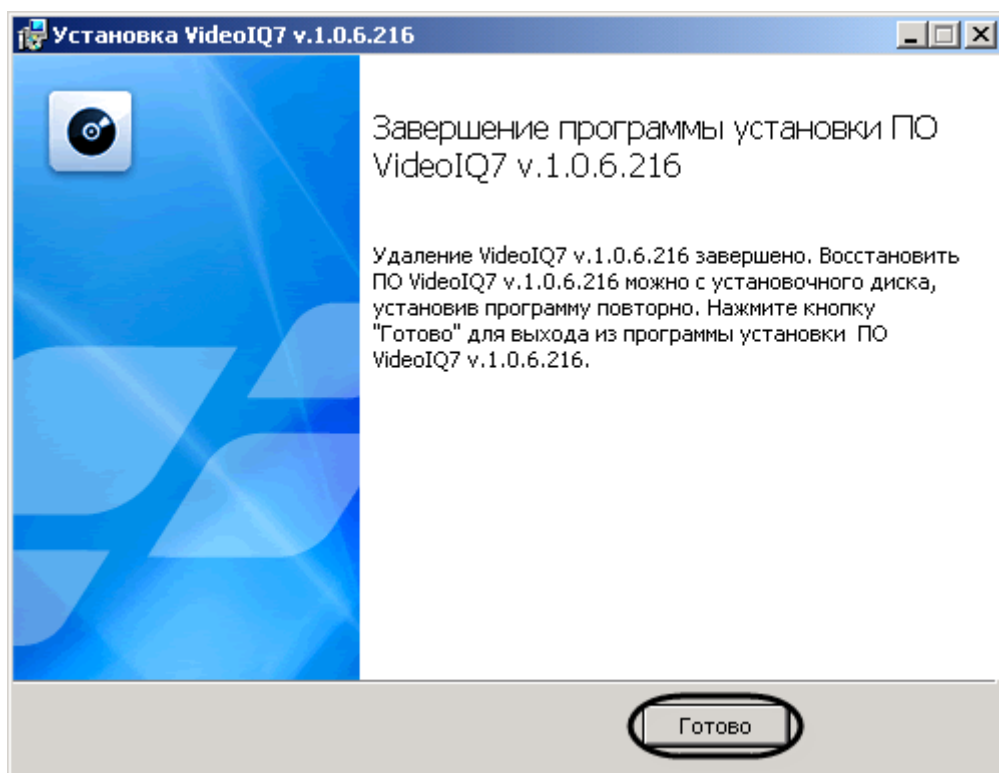 Установка VideoIQ7 v.1.0.6.216
Завершение программы установки ПО
VideoIQ7 v.1.0.6.216
Удаление VideoIQ7 v.1.0.6.216 завершено. Восстановить
ПО VideoIQ7 v.1.0.6.216 можно с установочного диска,
установив программу повторно. Нажмите кнопку
"Готово" для выхода из программы установки  ПО
VideoIQ7 v.1.0.6.216.
Готово